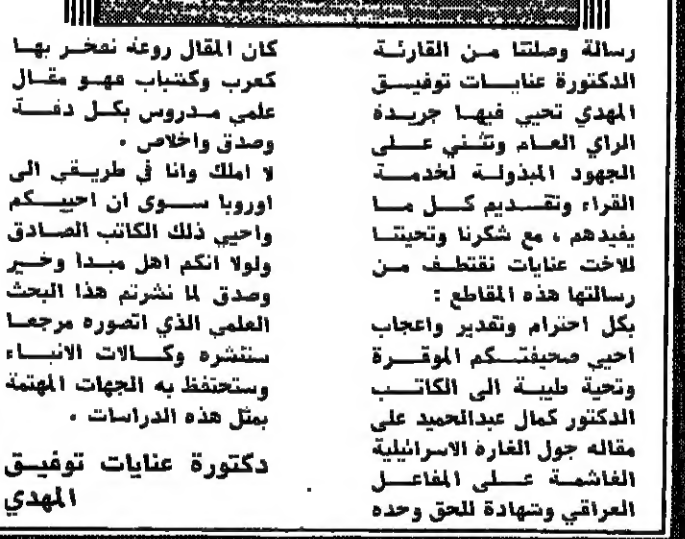 رسالة وصلتنا من القارئة
الدكتورة عنايات توفيق
المهدي تحيي فيها جريدة
الراي العام وتثني على
الجهود المبذولة لخدمة
القراء وتقديم كل ما
يفيدهم ، مع شكرنا وتحيتنا
للاخت عنايات نقتطف من
رسالتها هذه المقاطع :
بكل احترام وتقدير واعجاب
احيي صحيفتكم الموقرة
وتحية طيبة الى الكاتب
الدكتور كمال عبدالحميد على
مقاله جول الغارة الاسرائيلية
الغاشمة على المفاعل
العراقي وشهادة للحق وحده
كان المقال روعة نفخر بها
كعرب وكشباب فهو مقال
علمي مدروس بكل دقة
وصدق واخلاص .
لا املك وانا في طريقي الى
اوروبا سوى ان احييكم
واحيي ذلك الكاتب الصادق
ولولا انكم اهل مبدا وخير
وصدق لما نشرتم هذا البحث
العلمي الذي اتصوره مرجعا
ستنشره وكالات الانباء
وستحتفظ به الجهات المهتمة
بمثل هذه الدراسات .
دكتورة عنايات توفيق
المهدي